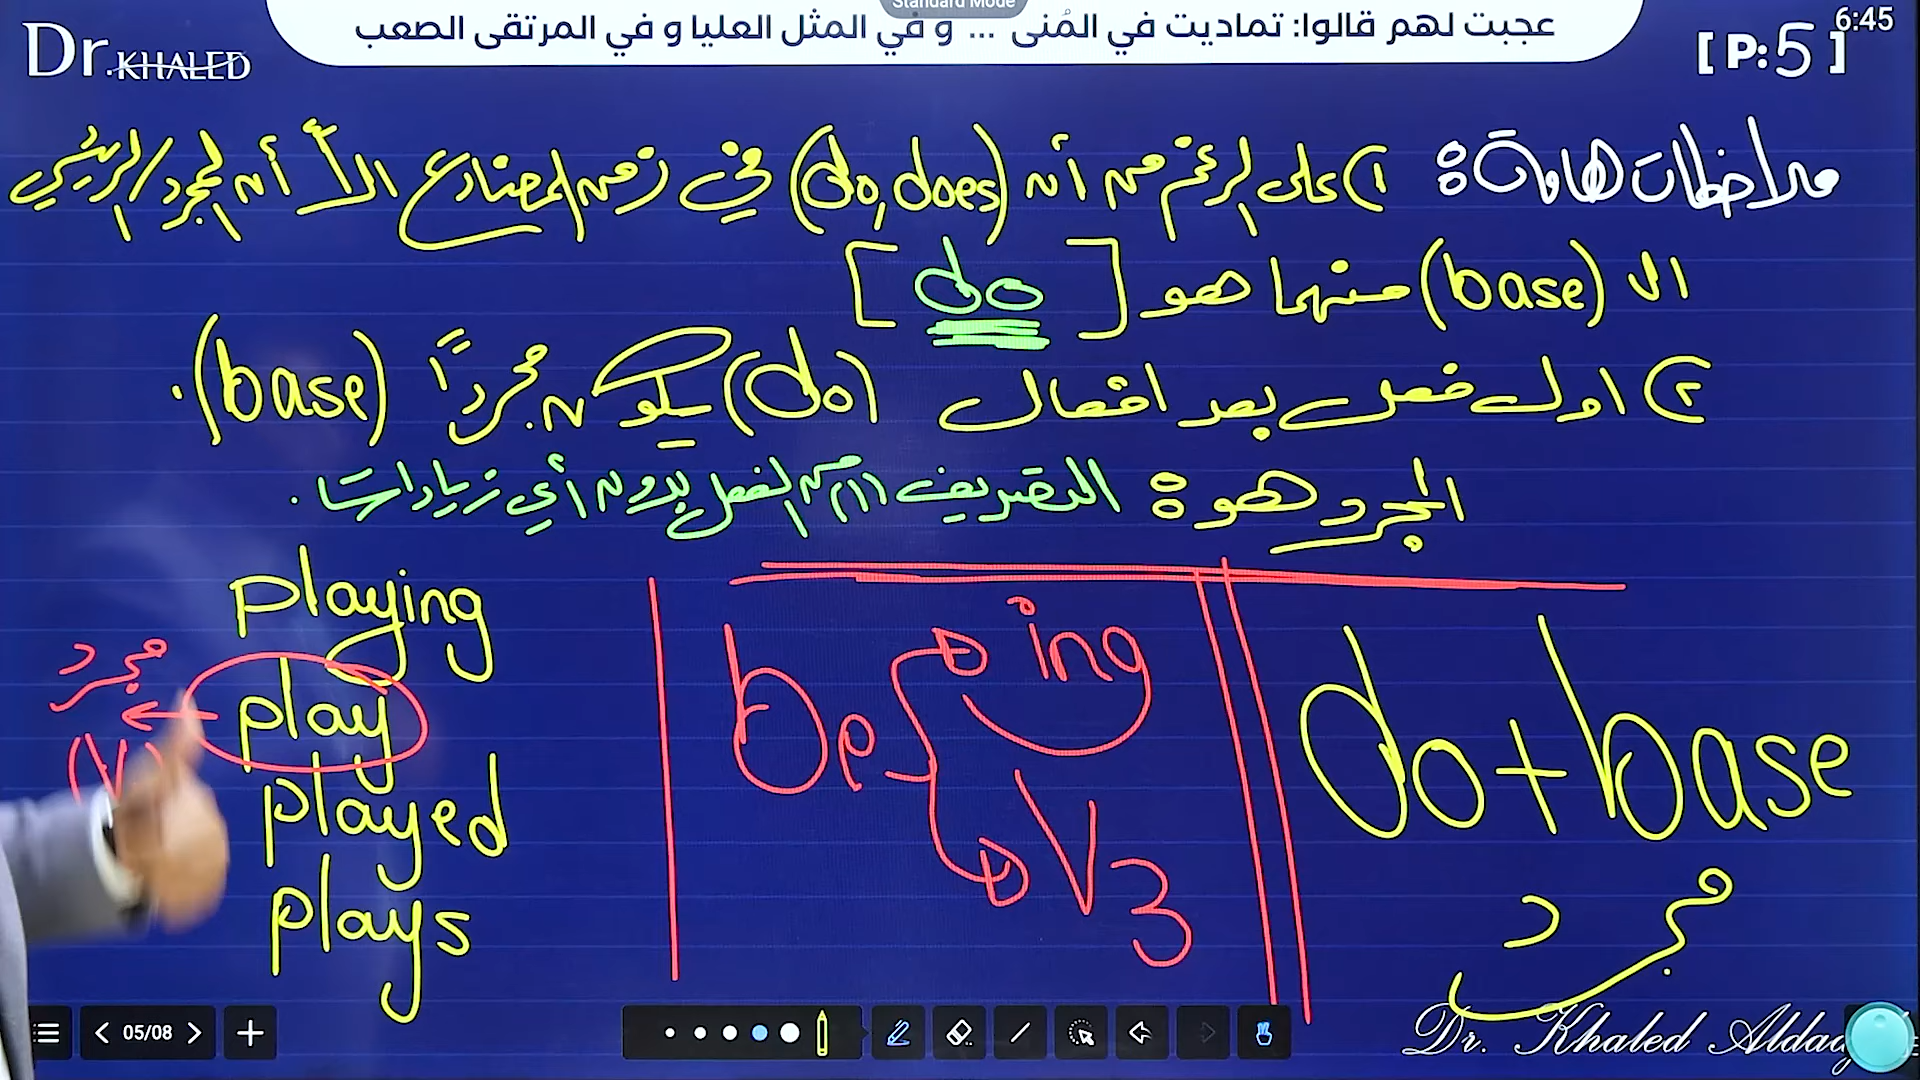 Standard Mode
6:45
عجبت لهم قالوا: تماديت في المُنى ... و في المثل العليا و في المرتقى الصعب
Dr.KHALED
[ P:5 ]
ملاحظات هامة: ١) على الرغم من أن (do, does) في زمن المضارع الا أن المجرد/الرئيسي
الـ (base) منهما هو [ do ]
٢) اول فعل بعد افعال (do) يكون مجرداً (base).
المجرد هو: التصريف (١) من الفعل بدون أي زيادات.
do + base
مجرد
be
ing
V3
playing
play
played
plays
مجرد
05/08
Dr. Khaled